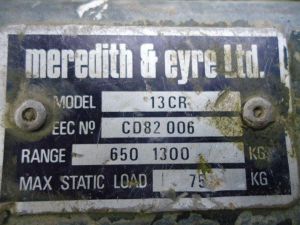 meredith & eyre Ltd.
MODEL 13CR
EEC Nº CD82 006
RANGE 650 1300 KG
MAX STATIC LOAD 75 KG